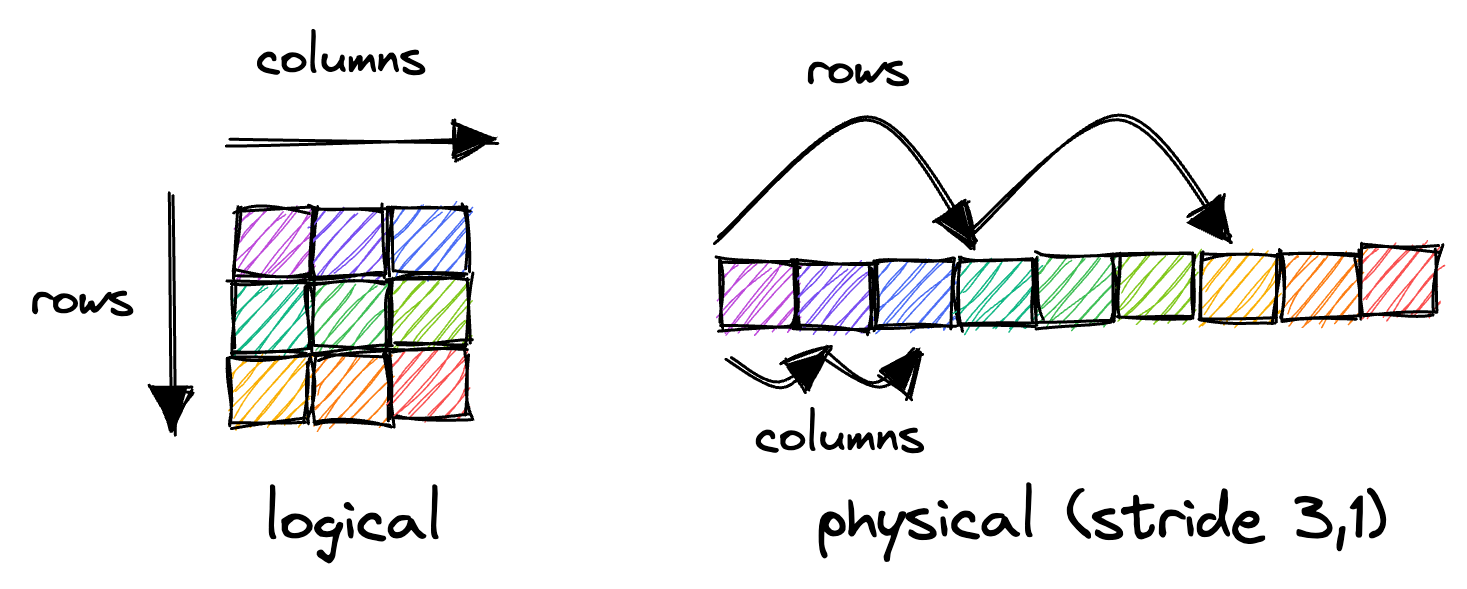 columns
rows
logical
rows
columns
physical (stride 3,1)